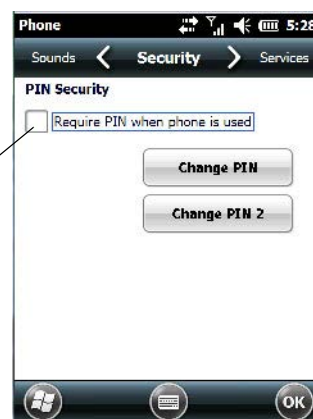 Phone 5:28
Sounds Security Services
PIN Security
Require PIN when phone is used
Change PIN
Change PIN 2
OK